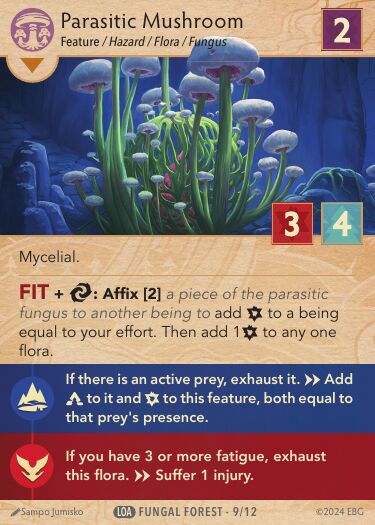 Parasitic Mushroom
2
Feature / Hazard / Flora / Fungus
3 4
Mycelial.
FIT + : Affix [2] a piece of the parasitic
fungus to another being to add to a being
equal to your effort. Then add 1 to any one
flora.
If there is an active prey, exhaust it. Add
to it and to this feature, both equal to
that prey's presence.
If you have 3 or more fatigue, exhaust
this flora. Suffer 1 injury.
Sampo Jumisko LOA FUNGAL FOREST - 9/12 ©2024 EBG